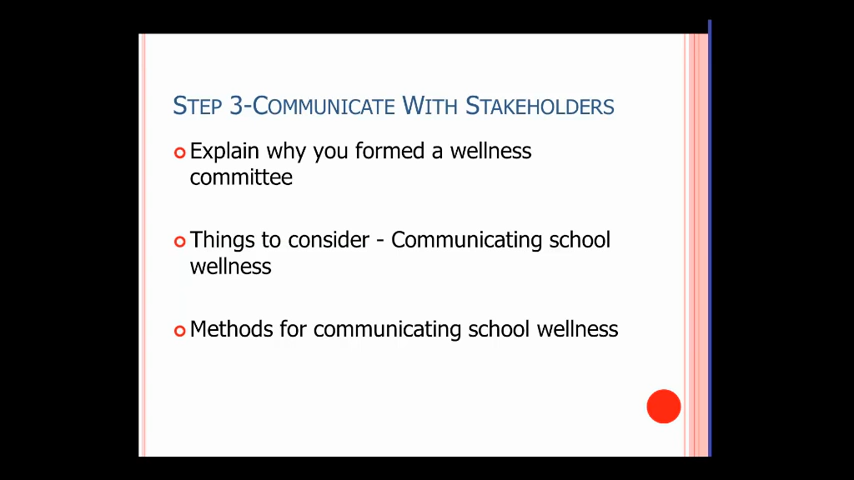 STEP 3-COMMUNICATE WITH STAKEHOLDERS
Explain why you formed a wellness
committee
Things to consider - Communicating school
wellness
Methods for communicating school wellness